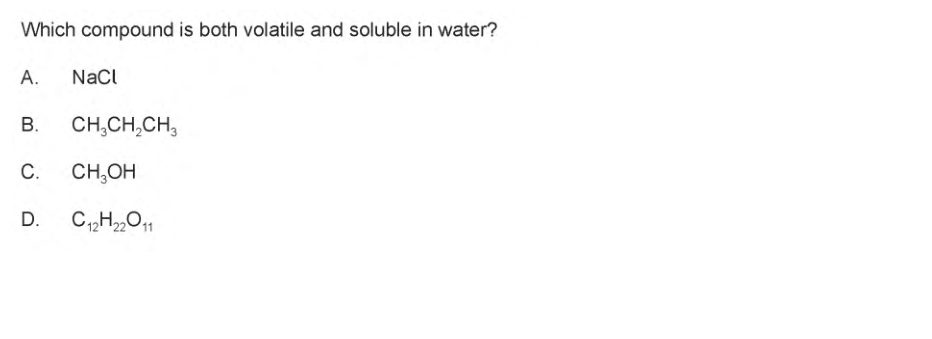 Which compound is both volatile and soluble in water?
A. NaCl
B. CH₃CH₂CH₃
C. CH₃OH
D. C₁₂H₂₂O₁₁